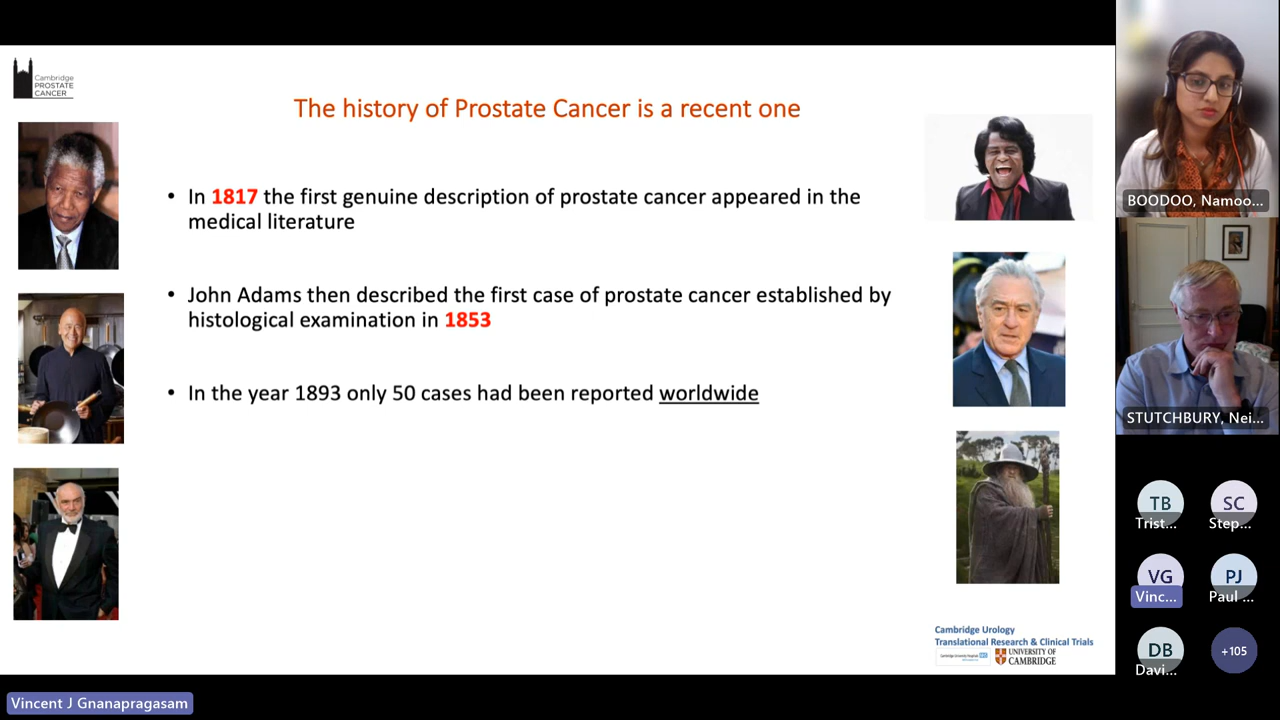 Cambridge
PROSTATE
CANCER
The history of Prostate Cancer is a recent one
• In 1817 the first genuine description of prostate cancer appeared in the
medical literature
• John Adams then described the first case of prostate cancer established by
histological examination in 1853
• In the year 1893 only 50 cases had been reported worldwide
Cambridge Urology
Translational Research & Clinical Trials
Cambridge University Hospitals NHS
UNIVERSITY OF
CAMBRIDGE
BOODOO, Namoo...
STUTCHBURY, Nei...
TB
Trist...
SC
Step...
VG
Vinc...
PJ
Paul ...
DB
Davi...
+105
Vincent J Gnanapragasam